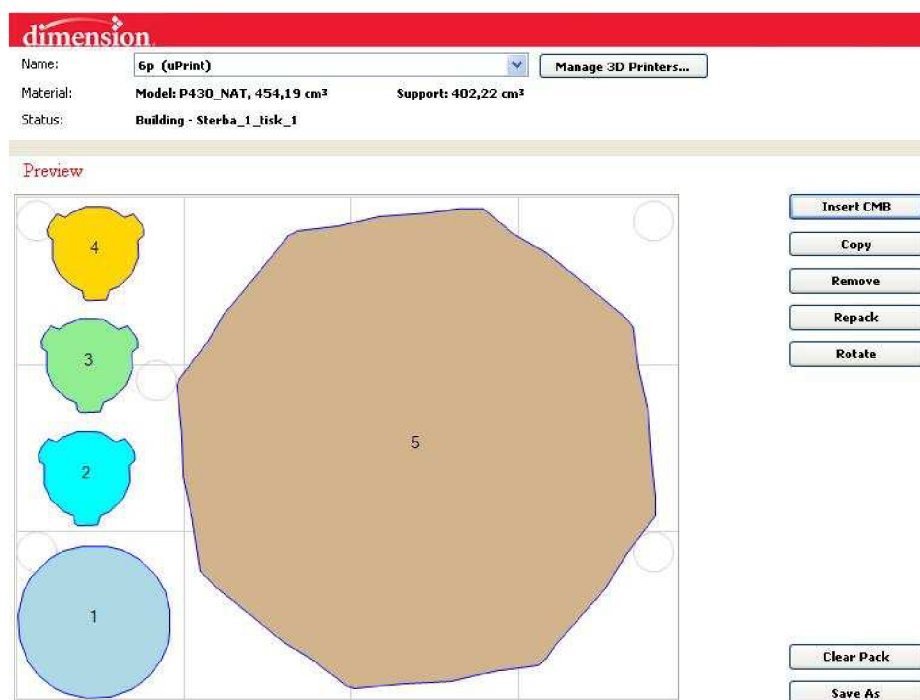 dimension
Name: 6p (uPrint) Manage 3D Printers...
Material: Model: P430_NAT, 454,19 cm³ Support: 402,22 cm³
Status: Building - Sterba_1_tisk_1
Preview
Insert CMB
4
Copy
Remove
Repack
3
Rotate
5
2
1
Clear Pack
Save As